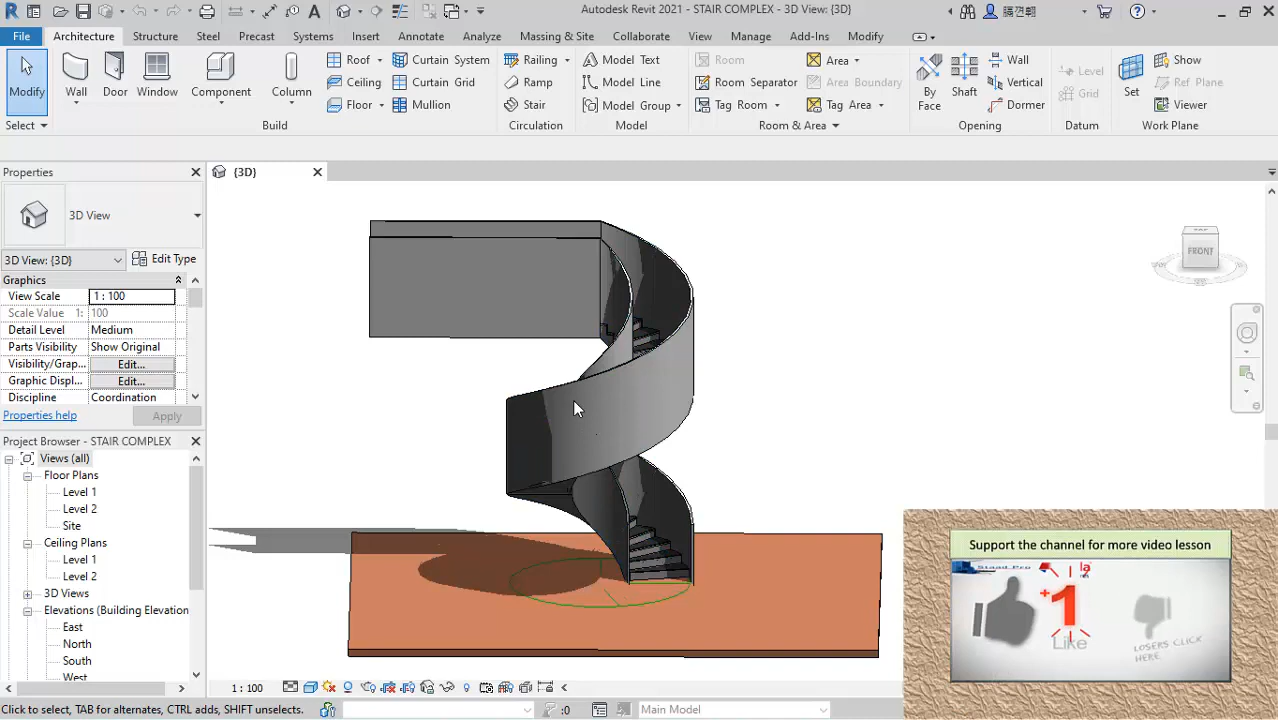 Autodesk Revit 2021 - STAIR COMPLEX - 3D View: {3D}
File Architecture Structure Steel Precast Systems Insert Annotate Analyze Massing & Site Collaborate View Manage Add-Ins Modify
Modify
Select
Wall Door Window Component Column
Roof Curtain System
Ceiling Curtain Grid
Floor Mullion
Build
Railing
Ramp
Stair
Circulation
Model Text
Model Line
Model Group
Model
Room Area
Room Separator Area Boundary
Tag Room Tag Area
Room & Area
By Face Shaft
Wall
Vertical
Dormer
Opening
Level
Grid
Datum
Set
Show
Ref Plane
Viewer
Work Plane
Properties
3D View
3D View: {3D} Edit Type
Graphics
View Scale 1 : 100
Scale Value 1: 100
Detail Level Medium
Parts Visibility Show Original
Visibility/Grap... Edit...
Graphic Displ... Edit...
Discipline Coordination
Properties help Apply
Project Browser - STAIR COMPLEX
Views (all)
Floor Plans
Level 1
Level 2
Site
Ceiling Plans
Level 1
Level 2
3D Views
Elevations (Building Elevation
East
North
South
West
{3D}
FRONT
Support the channel for more video lesson
+1
Like
LOSERS CLICK
HERE.
1 : 100
Click to select, TAB for alternates, CTRL adds, SHIFT unselects.
:0
Main Model